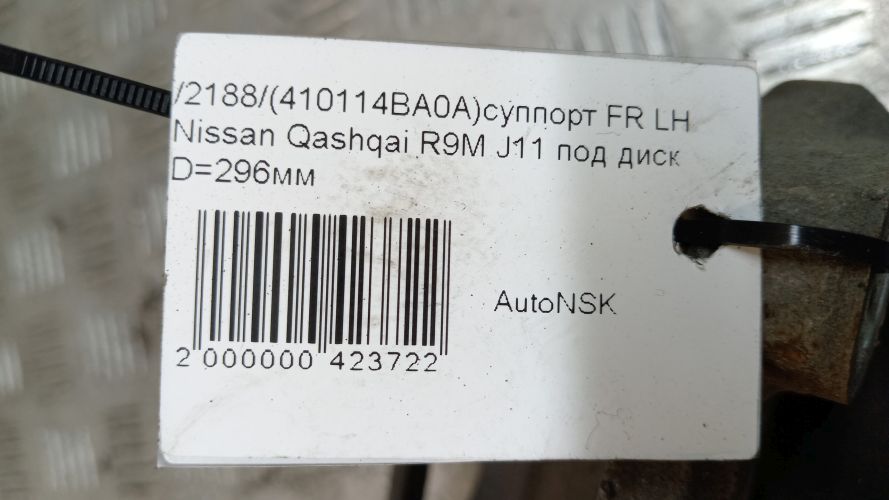 /2188/(410114BA0A)суппорт FR LH
Nissan Qashqai R9M J11 под диск
D=296мм
AutoNSK
2 000000 423722